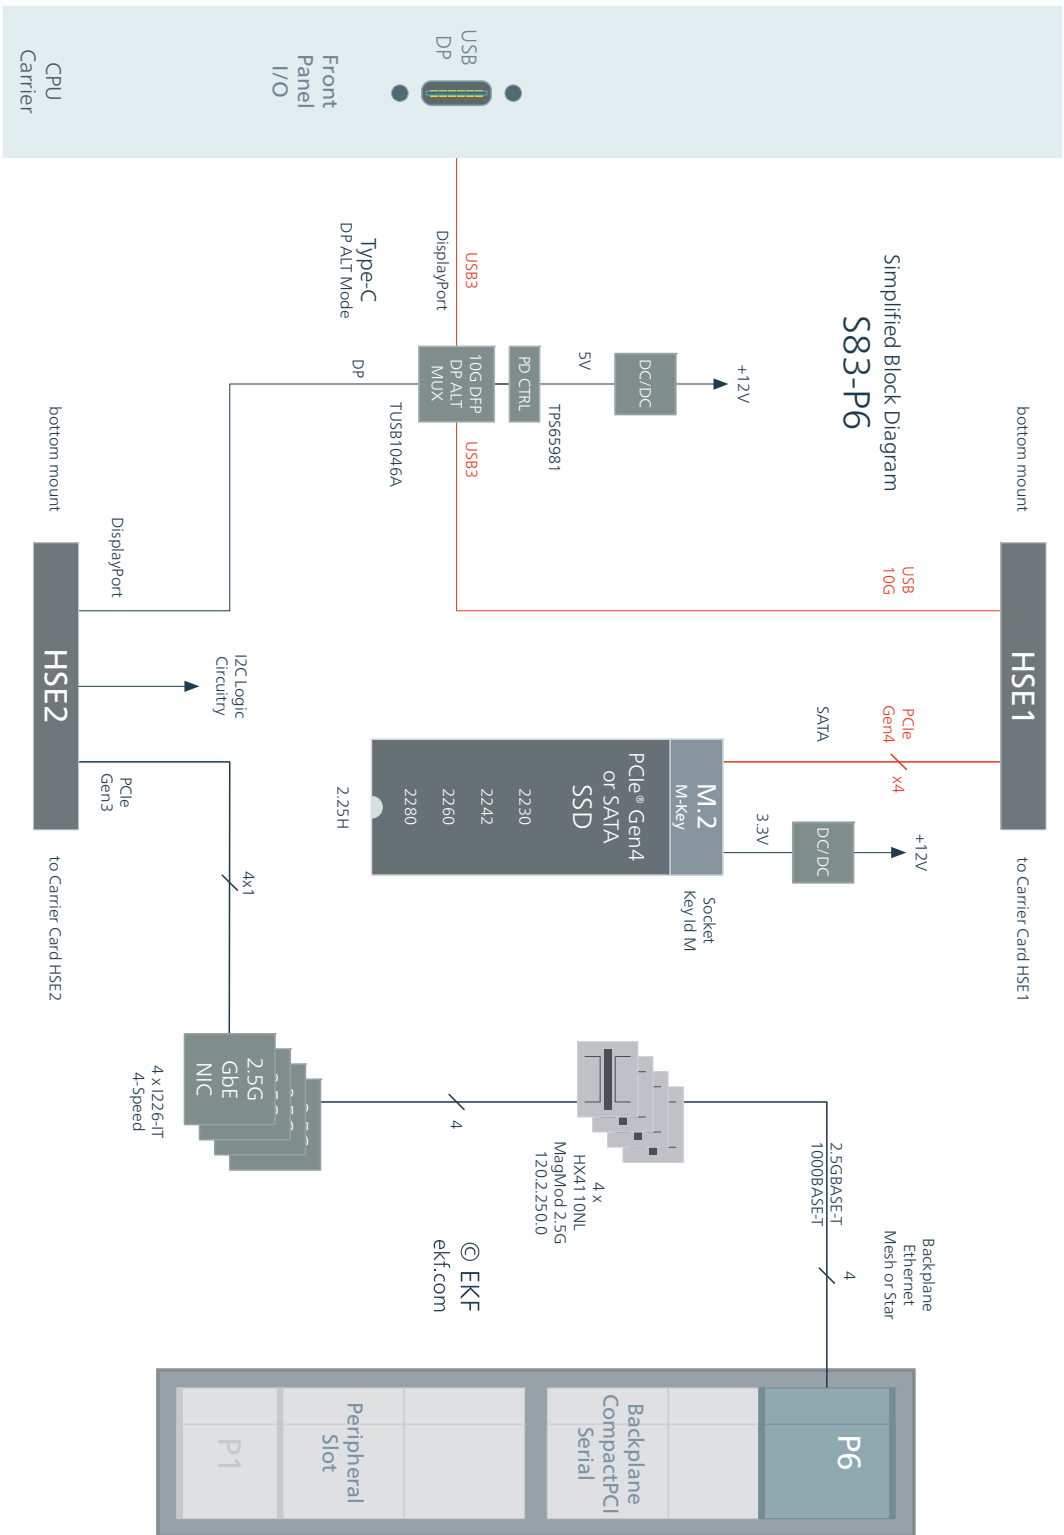 Simplified Block Diagram
S83-P6
CPU
Carrier
Front
Panel
I/O
USB
DP
USB3
DisplayPort
Type-C
DP ALT Mode
10G DFP
DP ALT
MUX
TUSB1046A
PD CTRL
TPS65981
5V
DC/DC
+12V
USB3
DP
bottom mount
HSE1
to Carrier Card HSE1
USB
10G
PCIe
Gen4
x4
SATA
M.2
M-Key
PCIe® Gen4
or SATA
SSD
2230
2242
2260
2280
2.25H
Socket
Key Id M
3.3V
DC/DC
+12V
bottom mount
HSE2
to Carrier Card HSE2
DisplayPort
I2C Logic
Circuitry
PCIe
Gen3
4x1
2.5G
GbE
NIC
4 x I226-IT
4-Speed
4
4 x
HX4110NL
MagMod 2.5G
120.2.250.0
2.5GBASE-T
1000BASE-T
4
Backplane
Ethernet
Mesh or Star
© EKF
ekf.com
P6
Backplane
CompactPCI
Serial
Peripheral
Slot
P1